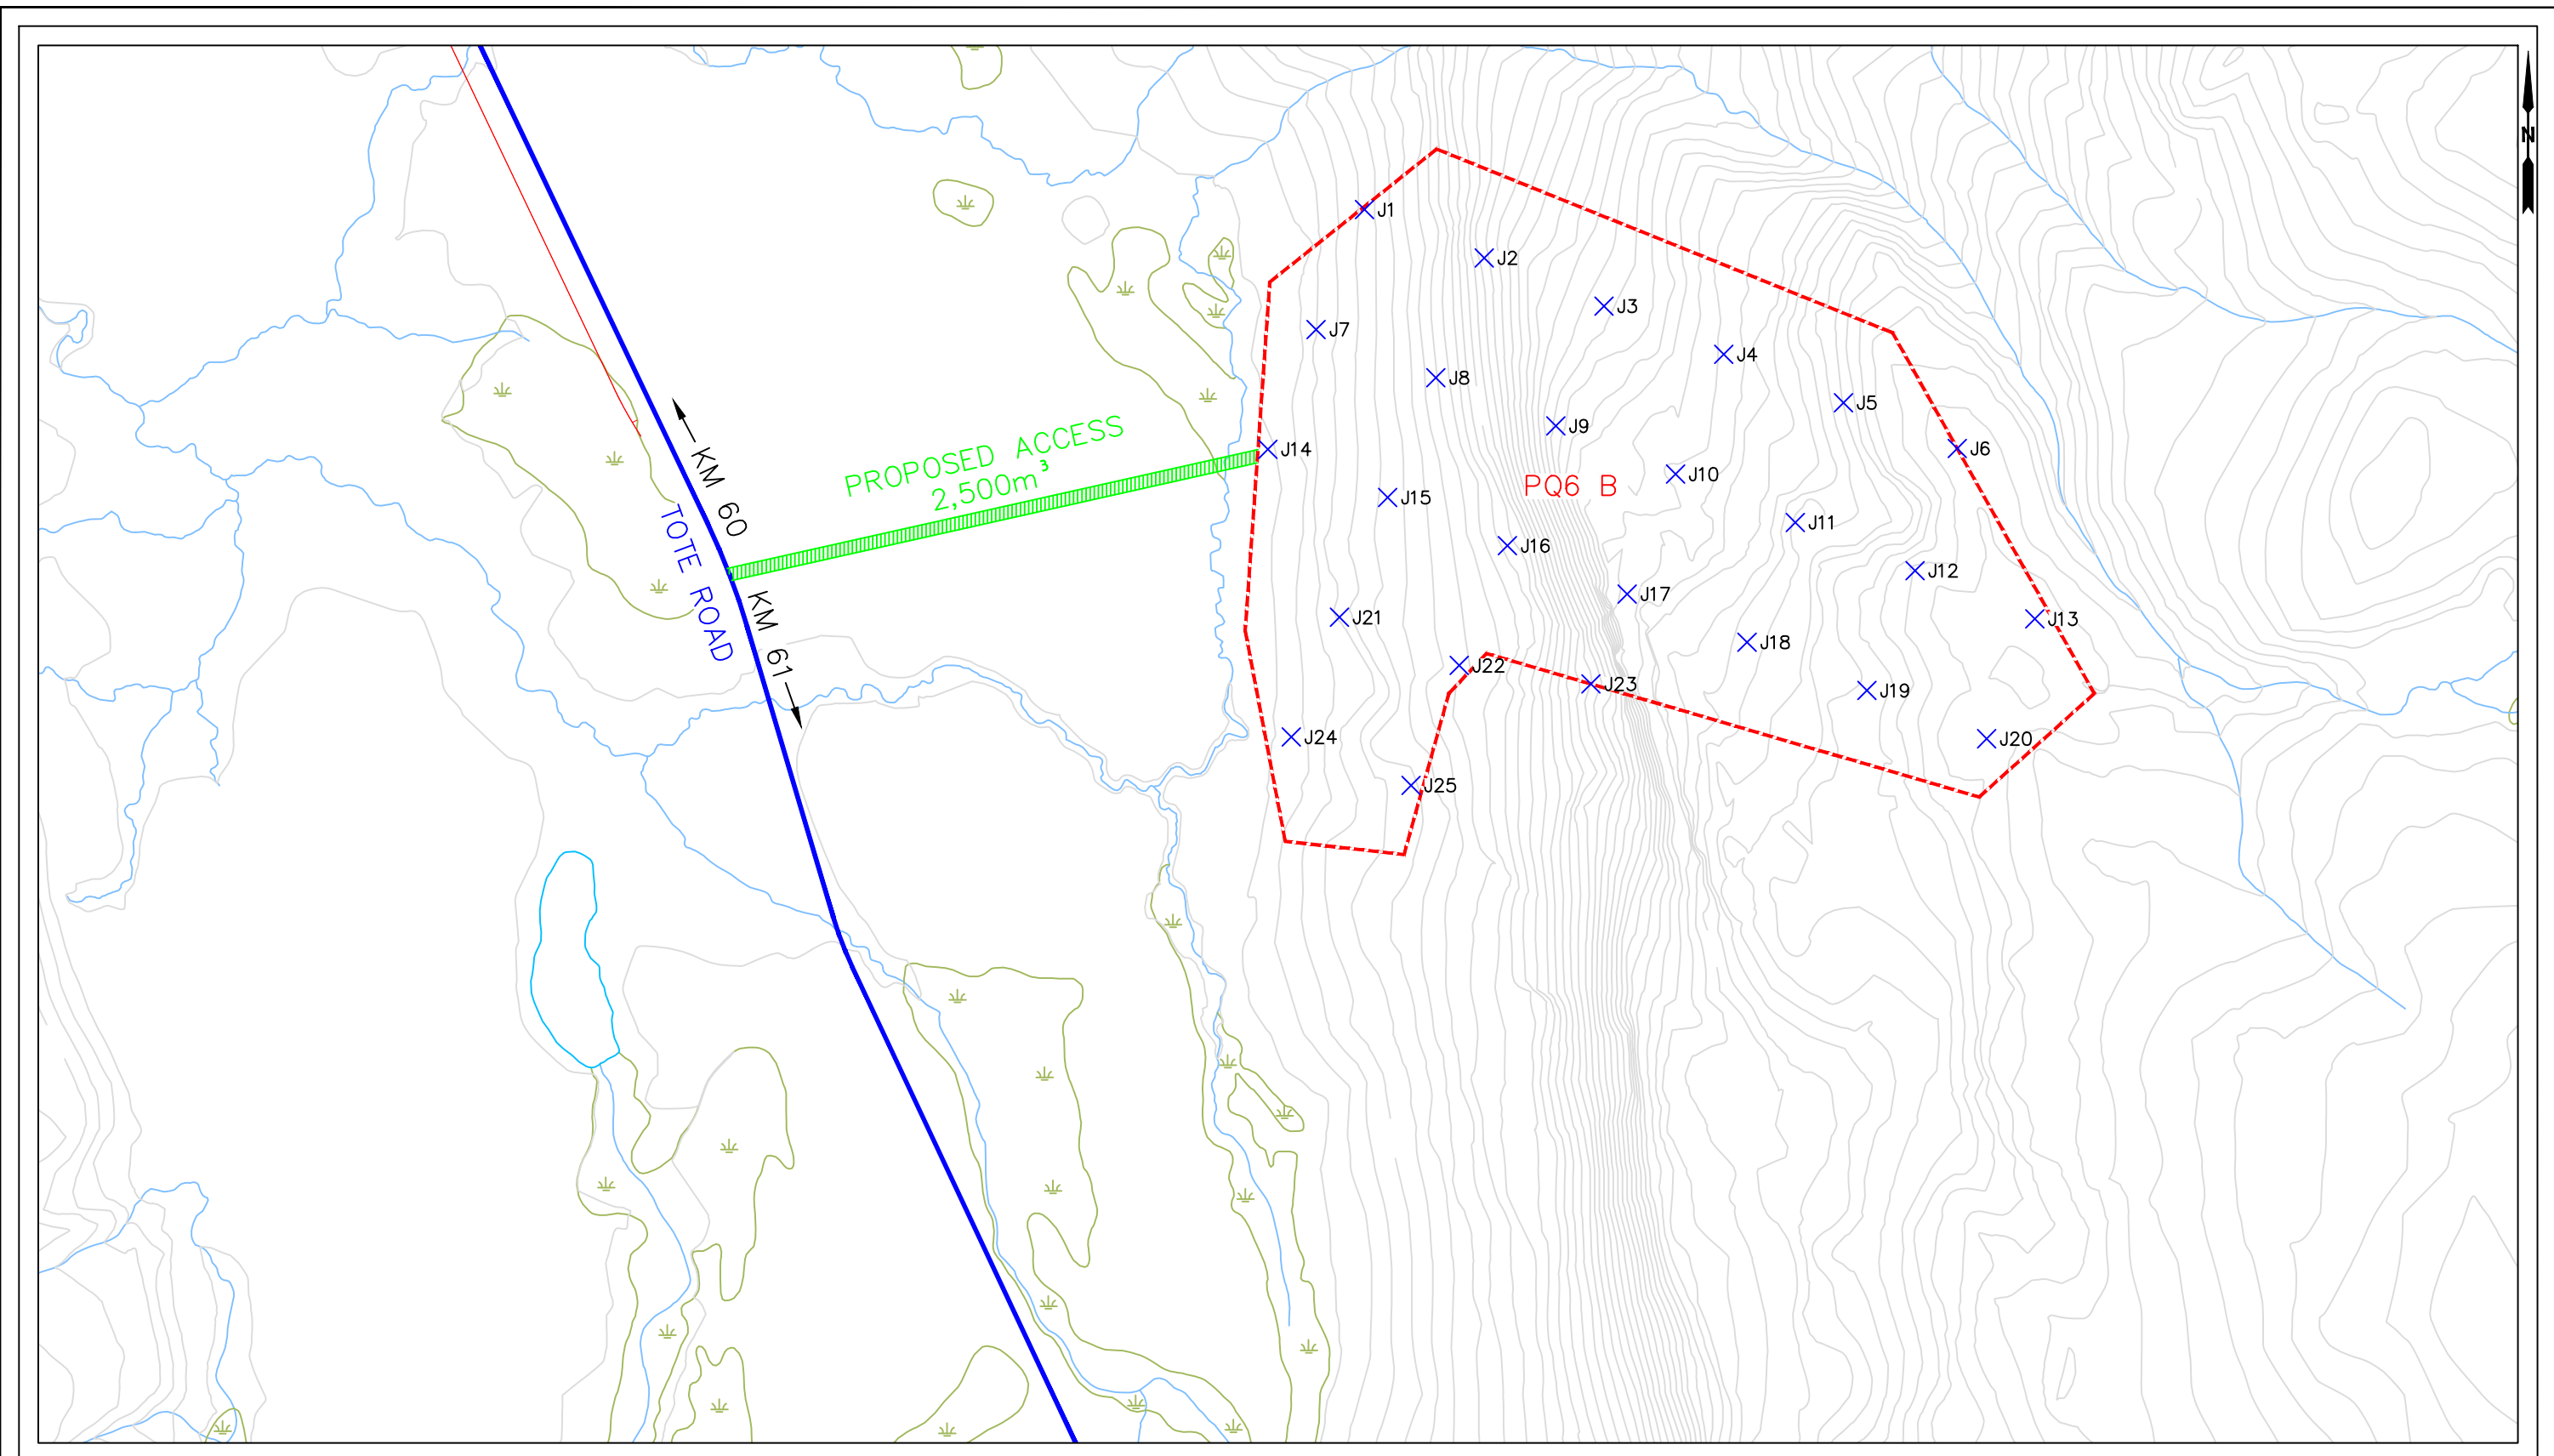 N
J1
J2
J3
J7
J4
J8
J5
J9
PROPOSED ACCESS
2,500m³
J14
J6
J10
PQ6 B
KM 60
J15
J11
J16
TOTE ROAD
J12
J17
KM 61
J21
J13
J18
J22
J23
J19
J24
J20
J25